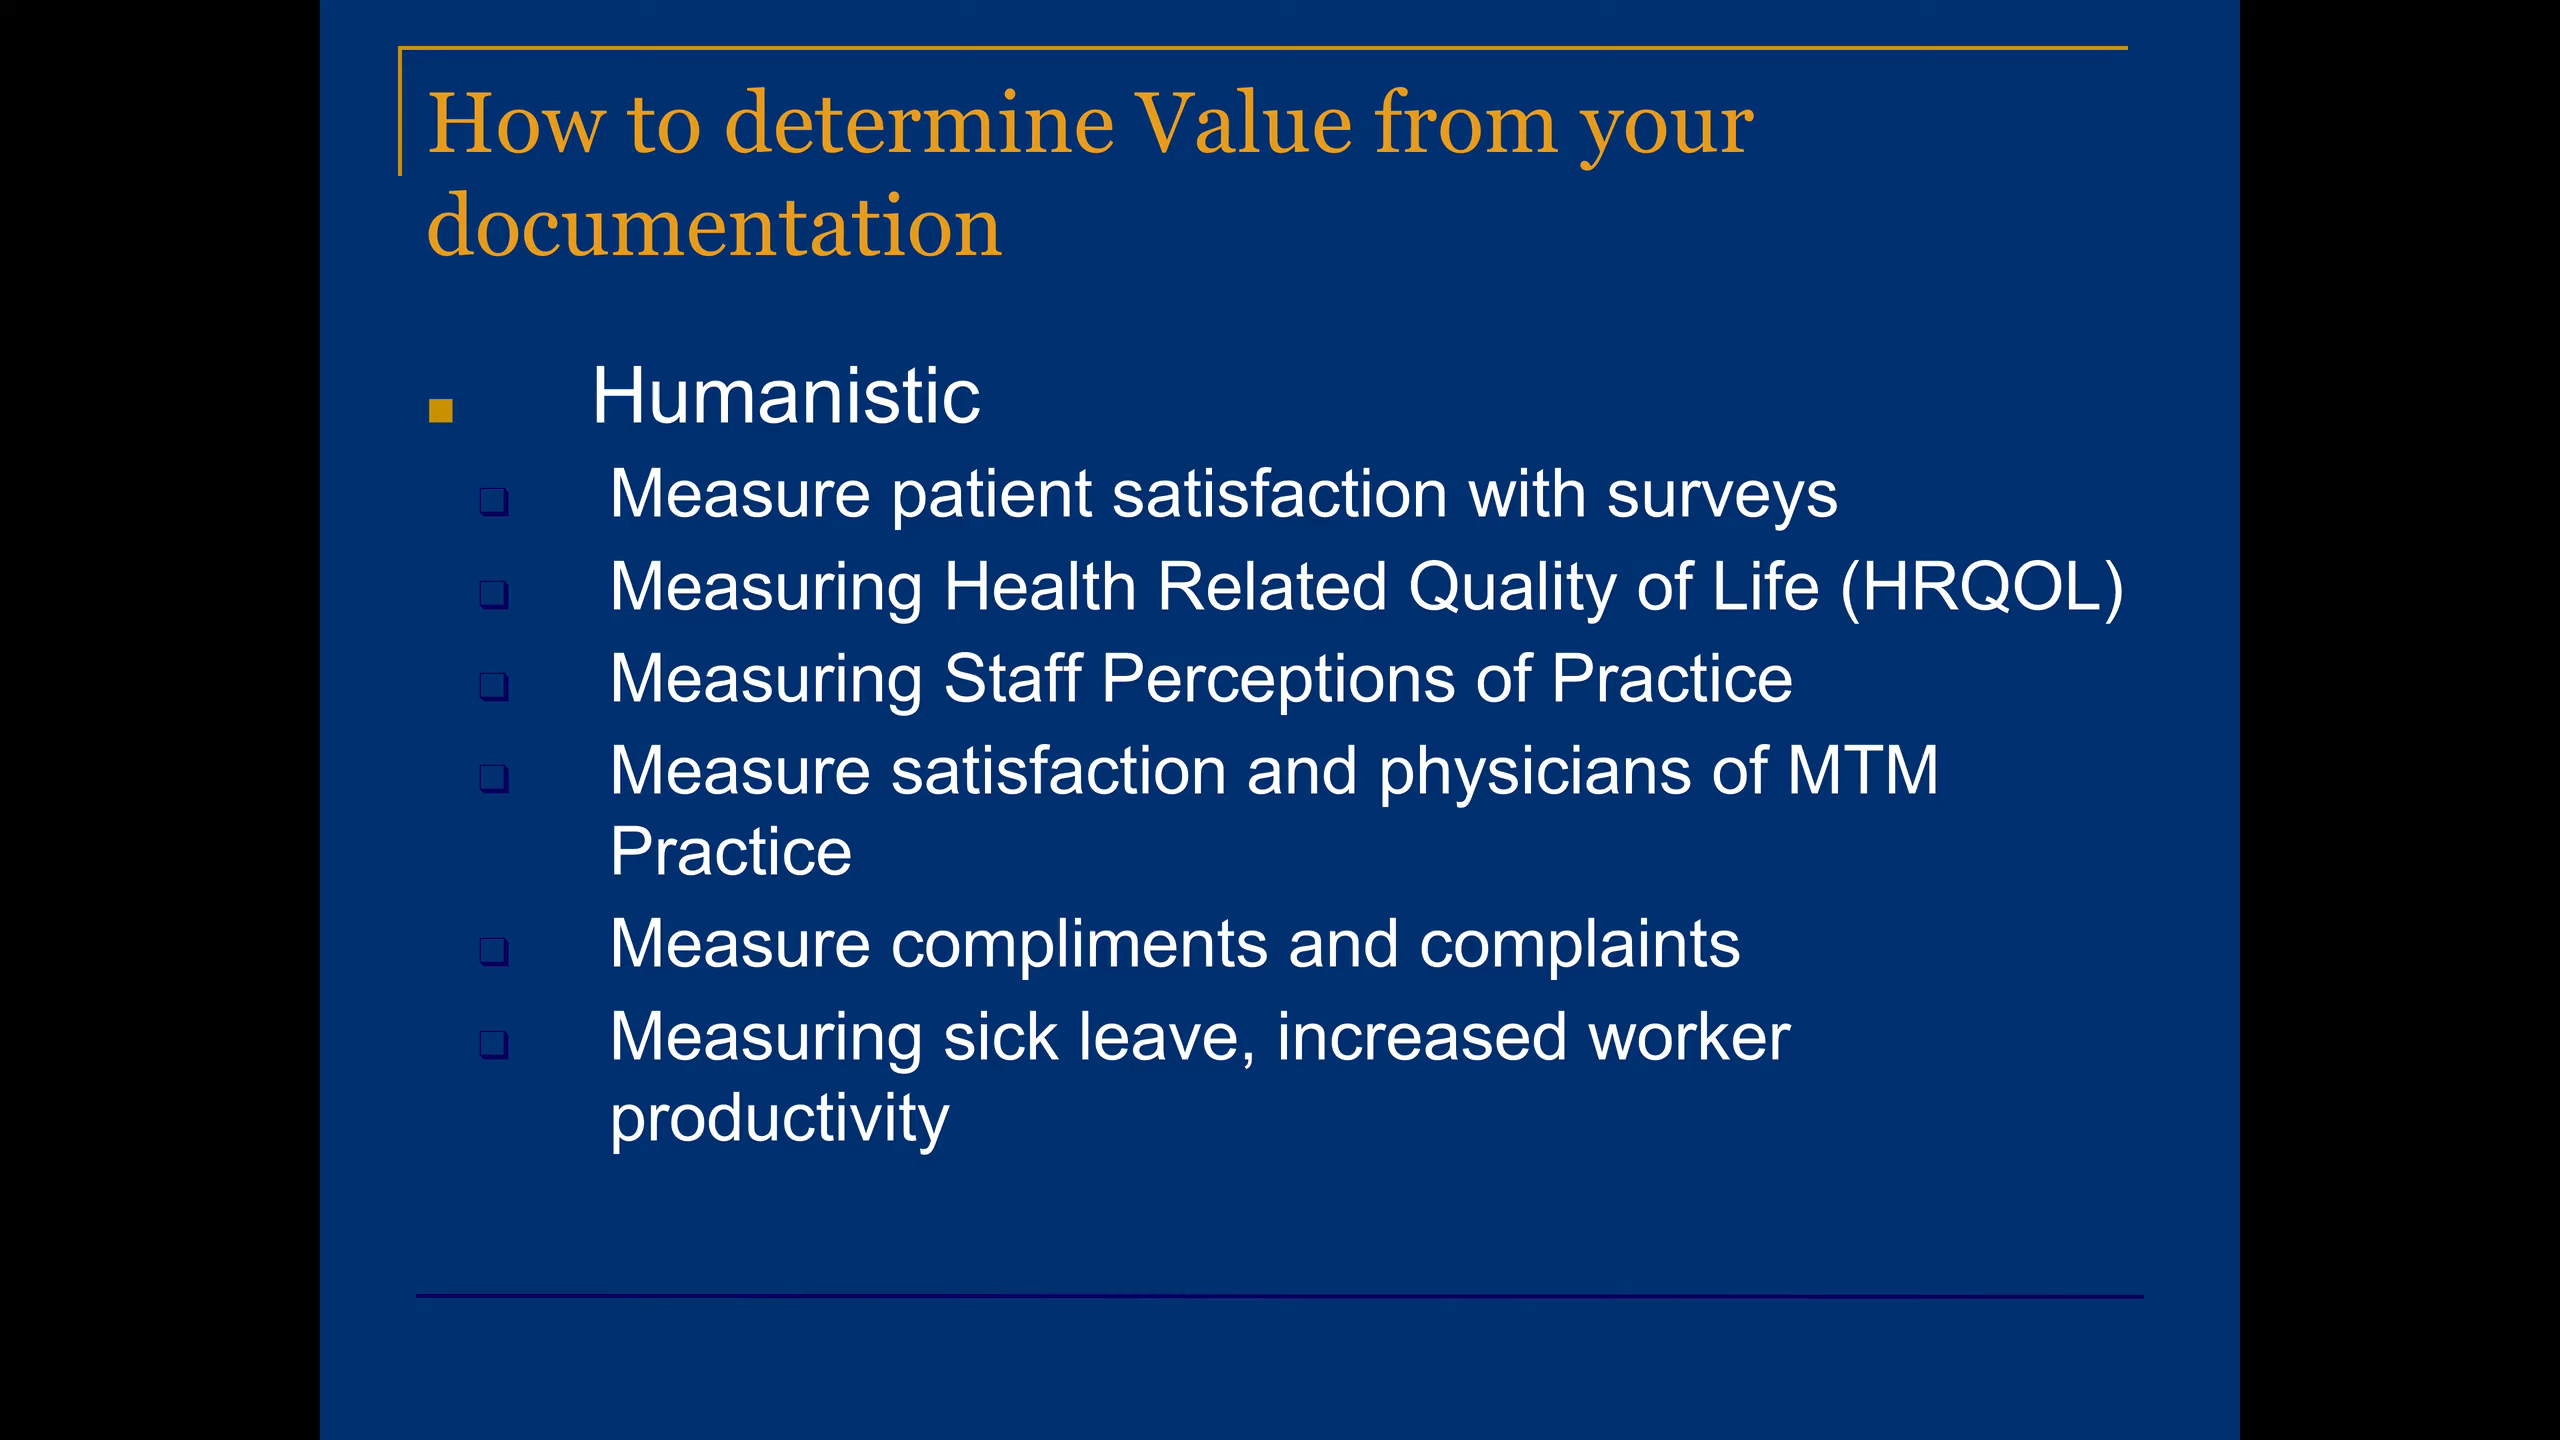 How to determine Value from your
documentation
Humanistic
Measure patient satisfaction with surveys
Measuring Health Related Quality of Life (HRQOL)
Measuring Staff Perceptions of Practice
Measure satisfaction and physicians of MTM
Practice
Measure compliments and complaints
Measuring sick leave, increased worker
productivity